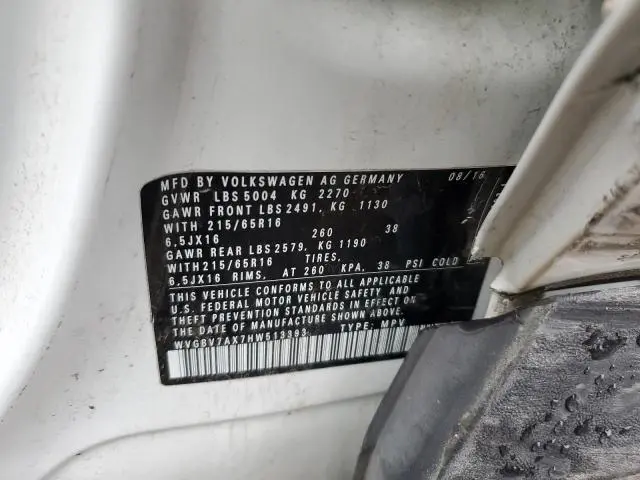 MFD BY VOLKSWAGEN AG GERMANY 08/16
GVWR LBS 5004 KG 2270
GAWR FRONT LBS 2491, KG 1130
WITH 215/65R16
6,5JX16 260 38
GAWR REAR LBS 2579, KG 1190
WITH 215/65R16 TIRES,
6,5JX16 RIMS, AT 260 KPA, 38 PSI COLD
THIS VEHICLE CONFORMS TO ALL APPLICABLE
U.S. FEDERAL MOTOR VEHICLE SAFETY AND
THEFT PREVENTION STANDARDS IN EFFECT ON
THE DATE OF MANUFACTURE SHOWN ABOVE.
WVGBV7AX7HW513393 TYPE: MPV